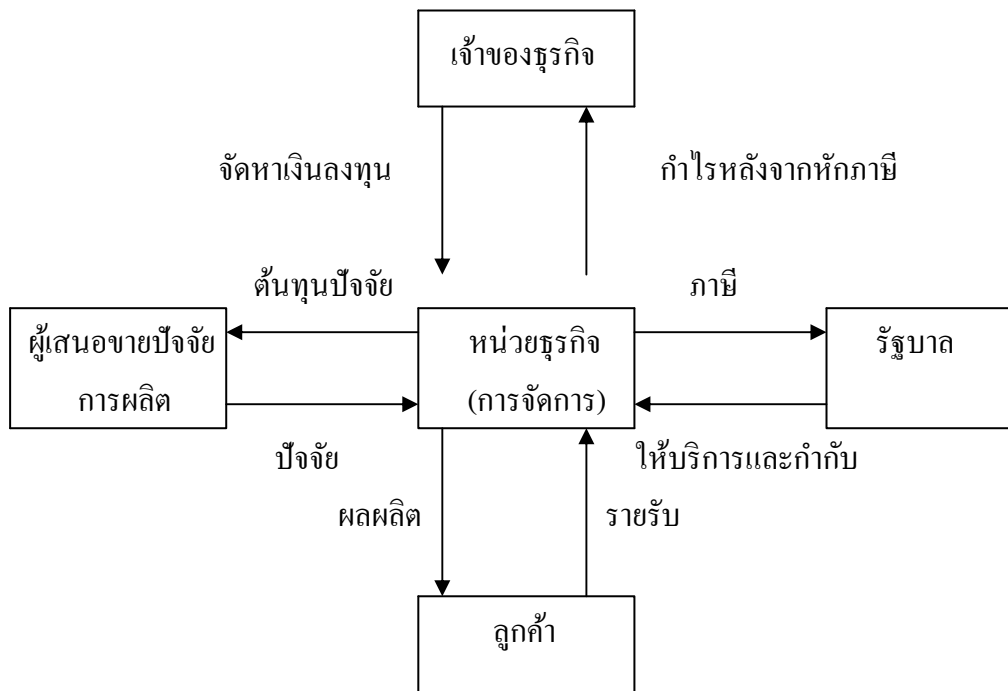 เจ้าของธุรกิจ
จัดหาเงินลงทุน
กำไรหลังจากหักภาษี
ต้นทุนปัจจัย
ภาษี
ผู้เสนอขายปัจจัย
การผลิต
หน่วยธุรกิจ
(การจัดการ)
รัฐบาล
ปัจจัย
ให้บริการและกำกับ
ผลผลิต
รายรับ
ลูกค้า